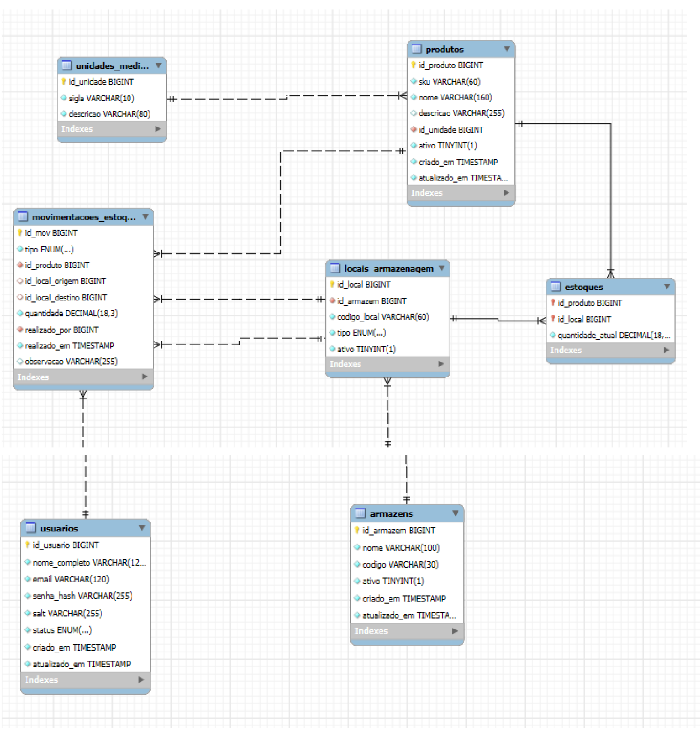 unidades_medi...
id_unidade BIGINT
sigla VARCHAR(10)
descricao VARCHAR(80)
Indexes
produtos
id_produto BIGINT
sku VARCHAR(60)
nome VARCHAR(160)
descricao VARCHAR(255)
id_unidade BIGINT
ativo TINYINT(1)
criado_em TIMESTAMP
atualizado_em TIMESTA...
Indexes
movimentacoes_estoq...
id_mov BIGINT
tipo ENUM(...)
id_produto BIGINT
id_local_origem BIGINT
id_local_destino BIGINT
quantidade DECIMAL(18,3)
realizado_por BIGINT
realizado_em TIMESTAMP
observacao VARCHAR(255)
Indexes
locais_armazenagem
id_local BIGINT
id_armazem BIGINT
codigo_local VARCHAR(60)
tipo ENUM(...)
ativo TINYINT(1)
Indexes
estoques
id_produto BIGINT
id_local BIGINT
quantidade_atual DECIMAL(18,...
Indexes
usuarios
id_usuario BIGINT
nome_completo VARCHAR(12...
email VARCHAR(120)
senha_hash VARCHAR(255)
salt VARCHAR(255)
status ENUM(...)
criado_em TIMESTAMP
atualizado_em TIMESTAMP
Indexes
armazens
id_armazem BIGINT
nome VARCHAR(100)
codigo VARCHAR(30)
ativo TINYINT(1)
criado_em TIMESTAMP
atualizado_em TIMESTA...
Indexes